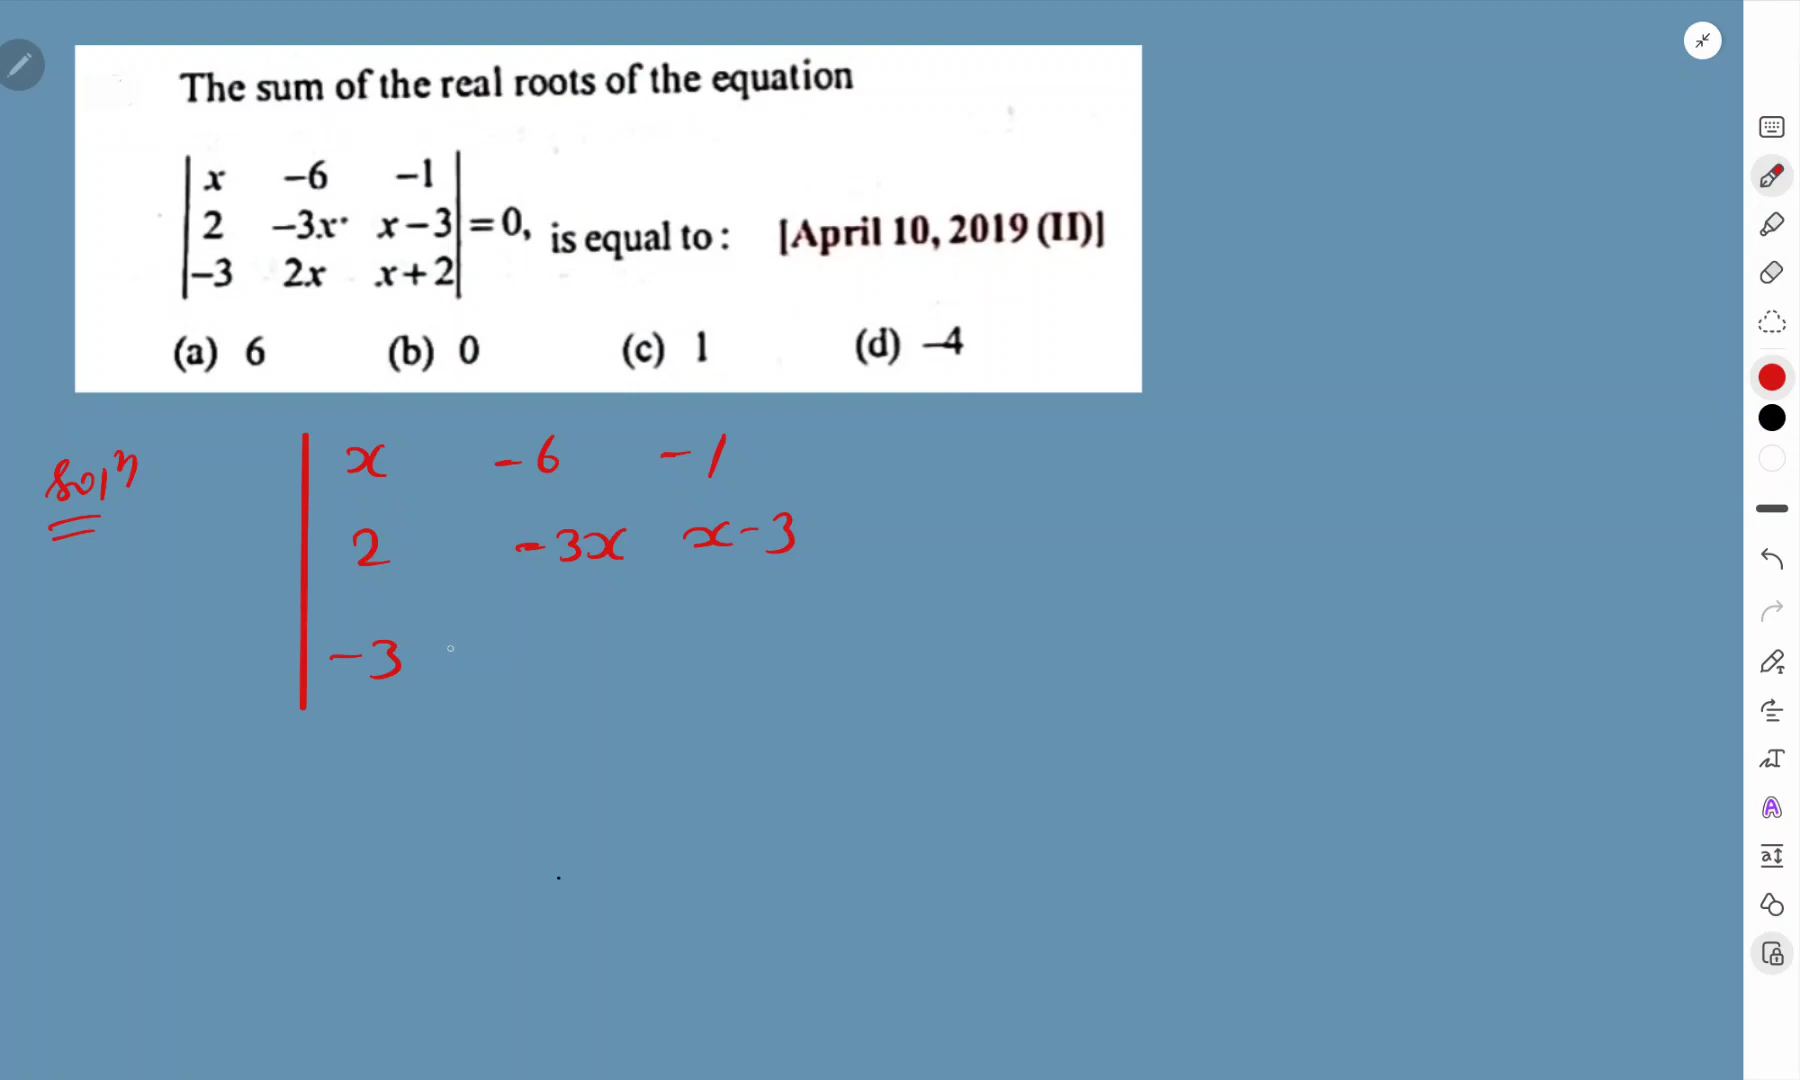 The sum of the real roots of the equation
| x −6 −1 |
| 2 −3x x−3 | = 0, is equal to : [April 10, 2019 (II)]
| −3 2x x+2 |
(a) 6 (b) 0 (c) 1 (d) −4
Soln
| x -6 -1
2 -3x x-3
-3